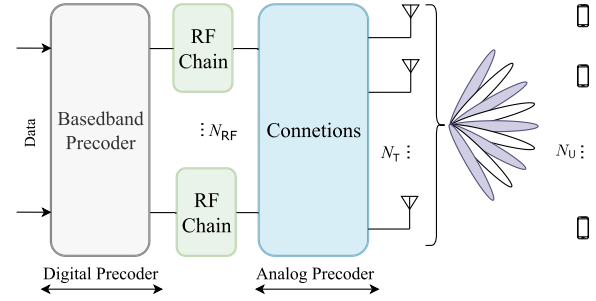 RF
Chain
Data
Basedband
Precoder
⋮ N_RF
Connetions
N_T ⋮
N_U ⋮
RF
Chain
Digital Precoder
Analog Precoder